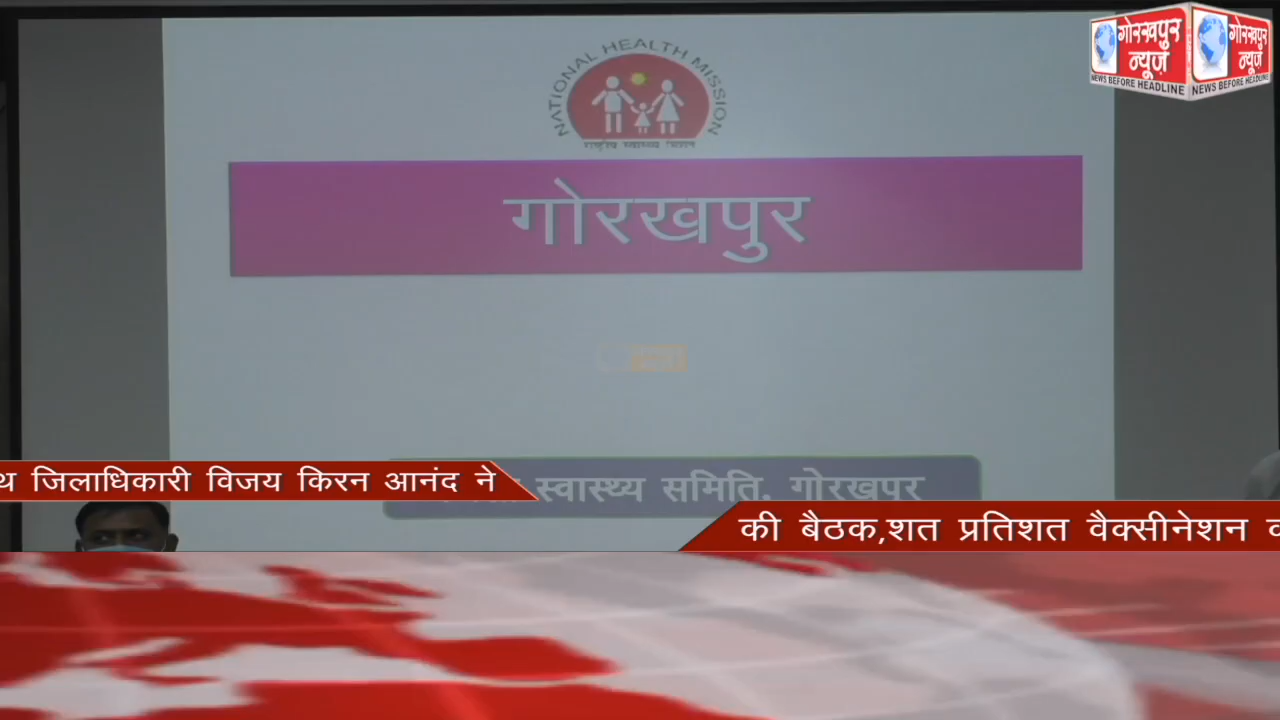 गोरखपुर
न्यूज़
NEWS BEFORE HEADLINE
गोरखपुर
न्यूज़
NEWS BEFORE HEADLINE
NATIONAL HEALTH MISSION
राष्ट्रीय स्वास्थ्य मिशन
गोरखपुर
स्वास्थ्य समिति, गोरखपुर
जिलाधिकारी विजय किरन आनंद ने
की बैठक,शत प्रतिशत वैक्सीनेशन